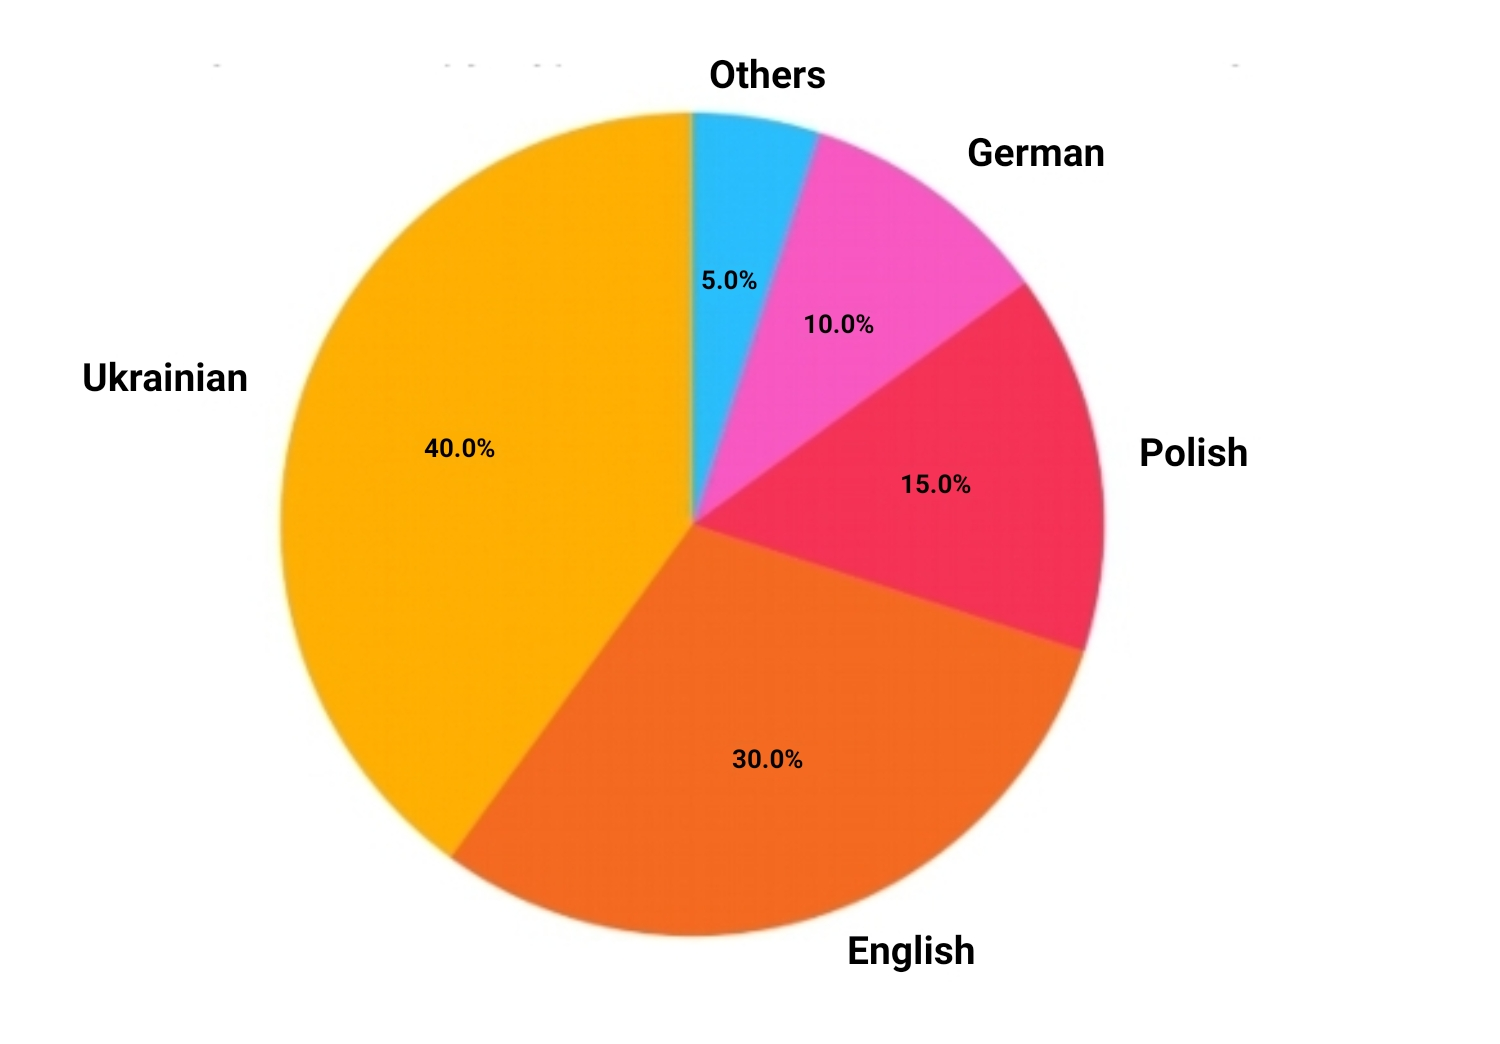 Others
German
5.0%
10.0%
Ukrainian
40.0%
Polish
15.0%
30.0%
English